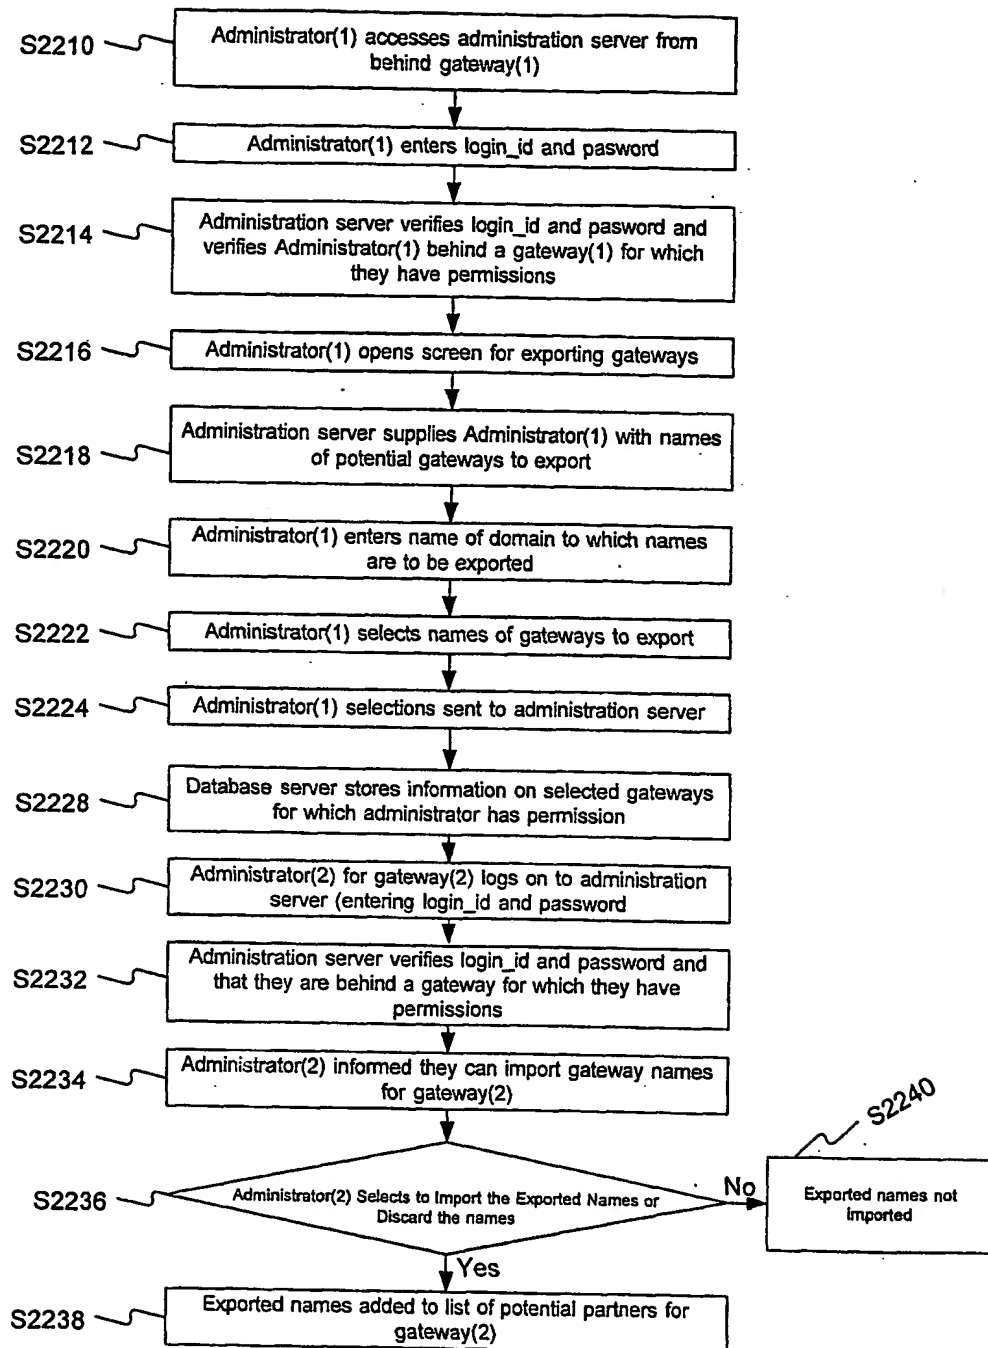 S2210
Administrator(1) accesses administration server from
behind gateway(1)
S2212
Administrator(1) enters login_id and pasword
S2214
Administration server verifies login_id and pasword and
verifies Administrator(1) behind a gateway(1) for which
they have permissions
S2216
Administrator(1) opens screen for exporting gateways
S2218
Administration server supplies Administrator(1) with names
of potential gateways to export
S2220
Administrator(1) enters name of domain to which names
are to be exported
S2222
Administrator(1) selects names of gateways to export
S2224
Administrator(1) selections sent to administration server
S2228
Database server stores information on selected gateways
for which administrator has permission
S2230
Administrator(2) for gateway(2) logs on to administration
server (entering login_id and password
S2232
Administration server verifies login_id and password and
that they are behind a gateway for which they have
permissions
S2234
Administrator(2) informed they can import gateway names
for gateway(2)
S2236
Administrator(2) Selects to Import the Exported Names or
Discard the names
No
S2240
Exported names not
imported
Yes
S2238
Exported names added to list of potential partners for
gateway(2)